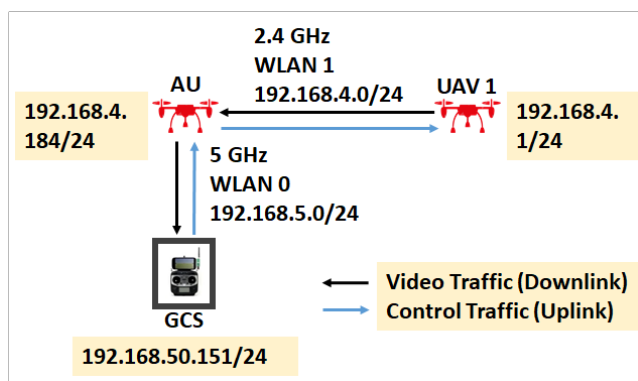 2.4 GHz
WLAN 1
192.168.4.0/24
AU
UAV 1
192.168.4.
184/24
192.168.4.
1/24
5 GHz
WLAN 0
192.168.5.0/24
GCS
192.168.50.151/24
Video Traffic (Downlink)
Control Traffic (Uplink)